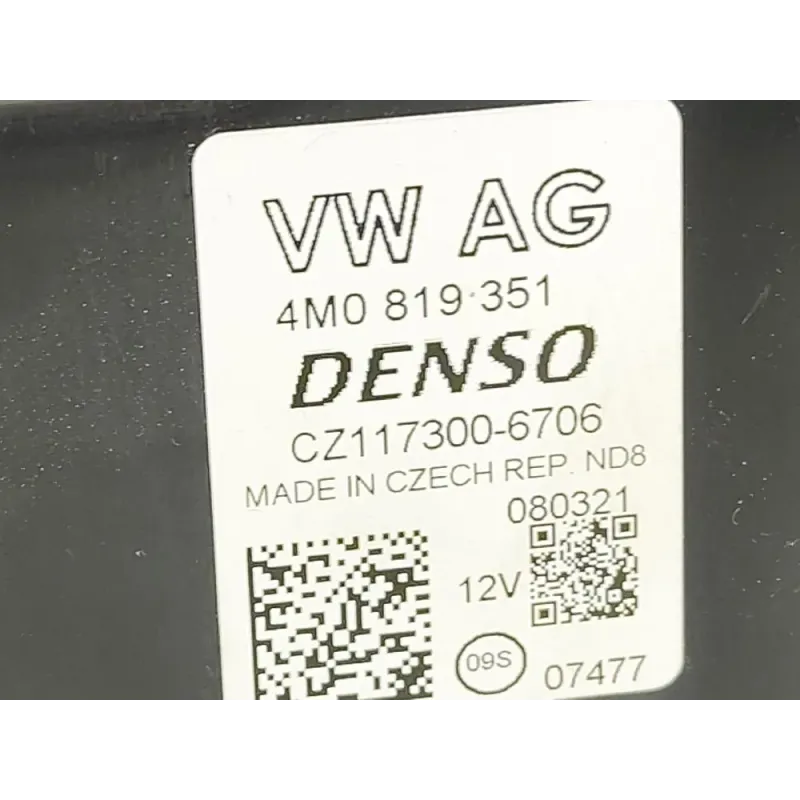 VW AG
4M0 819 351
DENSO
CZ117300-6706
MADE IN CZECH REP. ND8
080321
12V
09S
07477